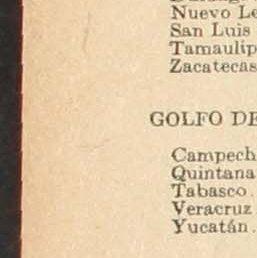 Nuevo Le
San Luis
Tamaulip
Zacatecas
GOLFO DE
Campech
Quintana
Tabasco.
Veracruz
Yucatán.